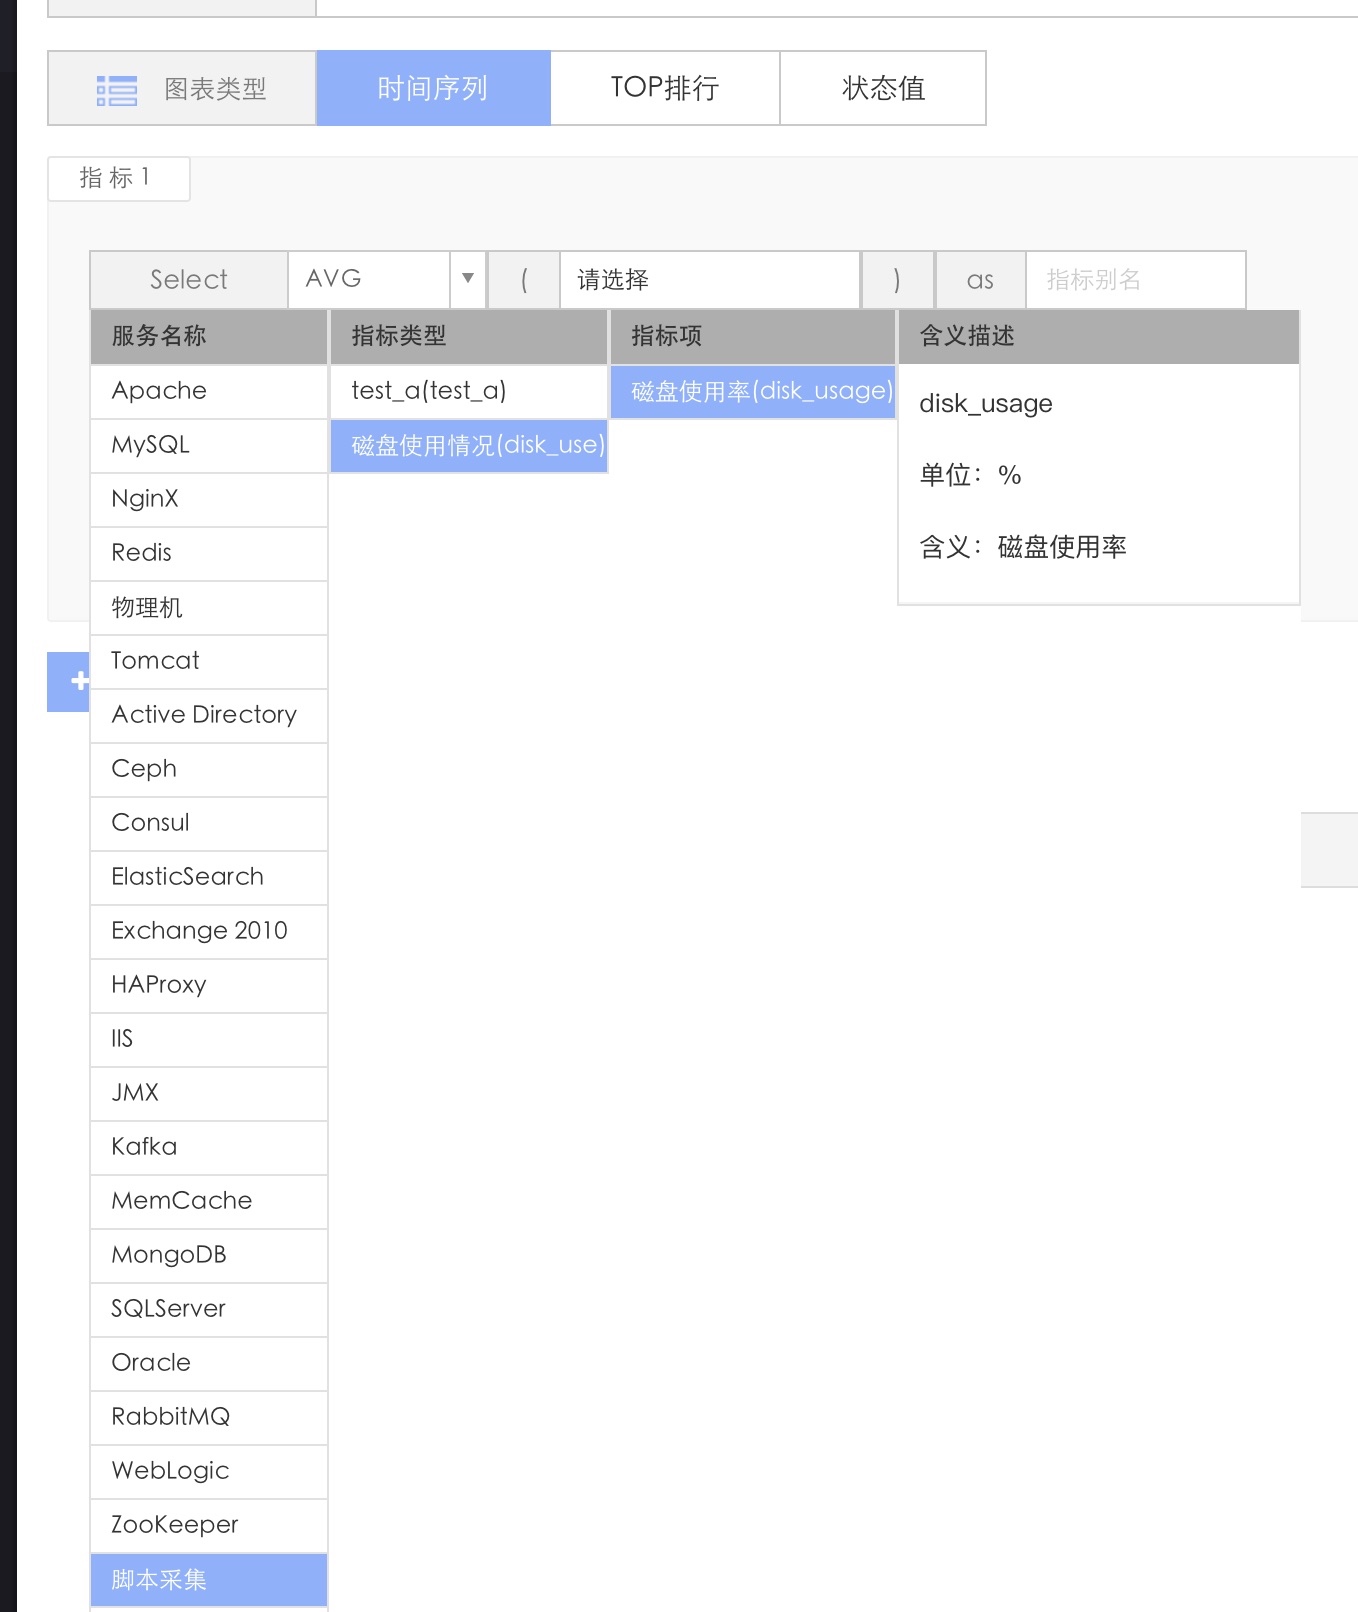 图表类型 时间序列 TOP排行 状态值
指 标 1
Select AVG ( 请选择 ) as 指标别名
服务名称 指标类型 指标项 含义描述
Apache test_a(test_a) 磁盘使用率(disk_usage) disk_usage
MySQL 磁盘使用情况(disk_use)
单位：%
NginX
Redis 含义：磁盘使用率
物理机
Tomcat
Active Directory
Ceph
Consul
ElasticSearch
Exchange 2010
HAProxy
IIS
JMX
Kafka
MemCache
MongoDB
SQLServer
Oracle
RabbitMQ
WebLogic
ZooKeeper
脚本采集